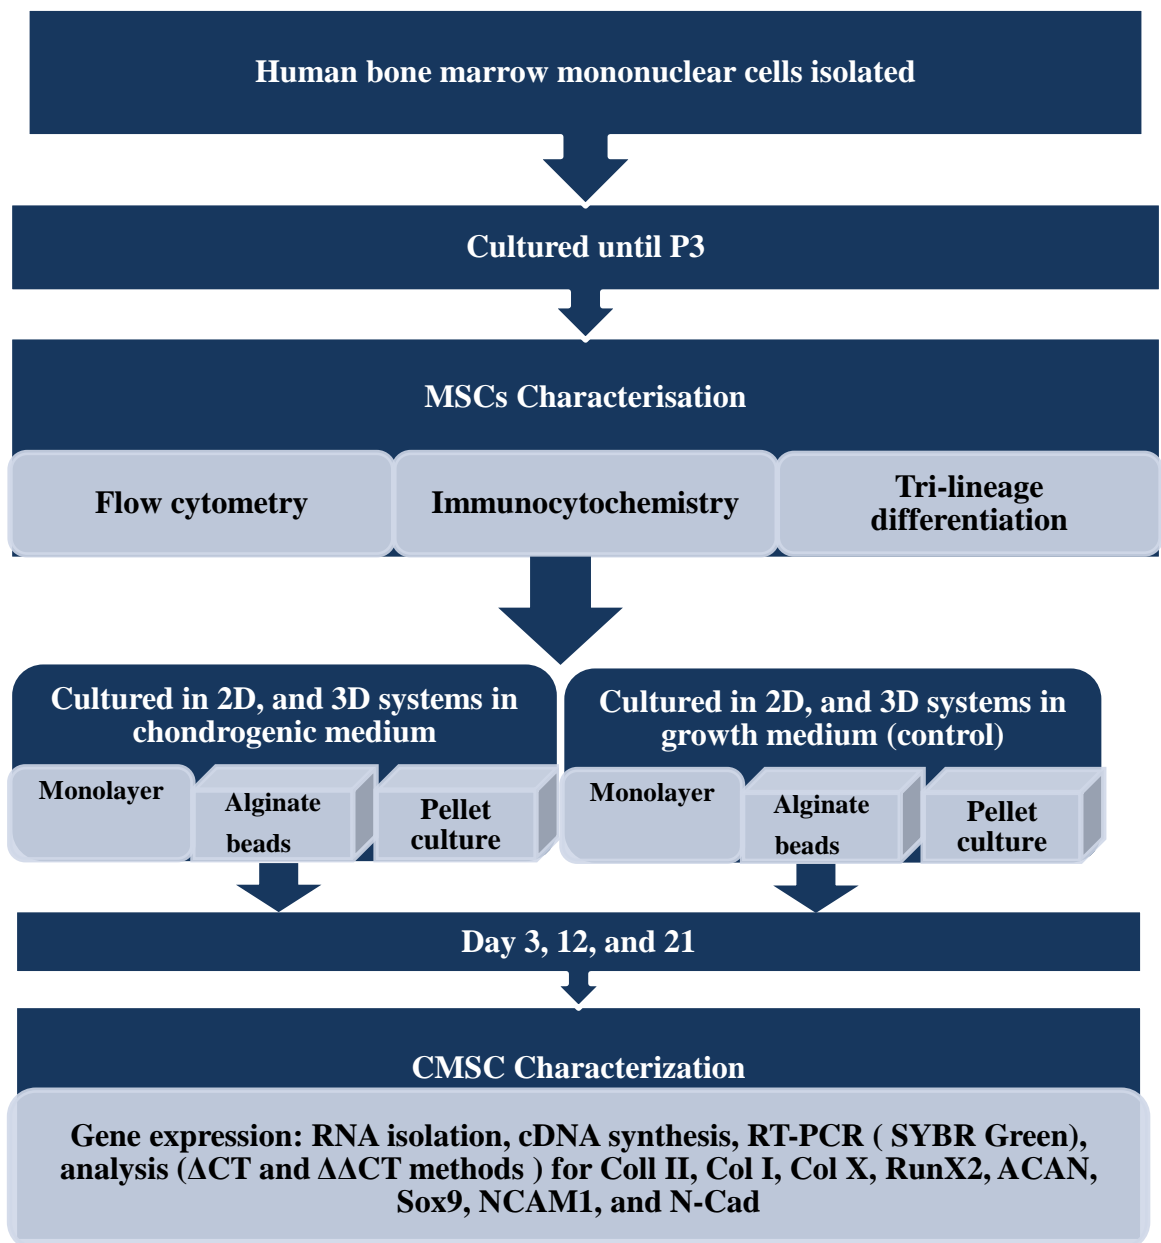 Human bone marrow mononuclear cells isolated
Cultured until P3
MSCs Characterisation
Flow cytometry
Immunocytochemistry
Tri-lineage
differentiation
Cultured in 2D, and 3D systems in
chondrogenic medium
Monolayer
Alginate
beads
Pellet
culture
Cultured in 2D, and 3D systems in
growth medium (control)
Monolayer
Alginate
beads
Pellet
culture
Day 3, 12, and 21
CMSC Characterization
Gene expression: RNA isolation, cDNA synthesis, RT-PCR ( SYBR Green),
analysis (ΔCT and ΔΔCT methods ) for Coll II, Col I, Col X, RunX2, ACAN,
Sox9, NCAM1, and N-Cad